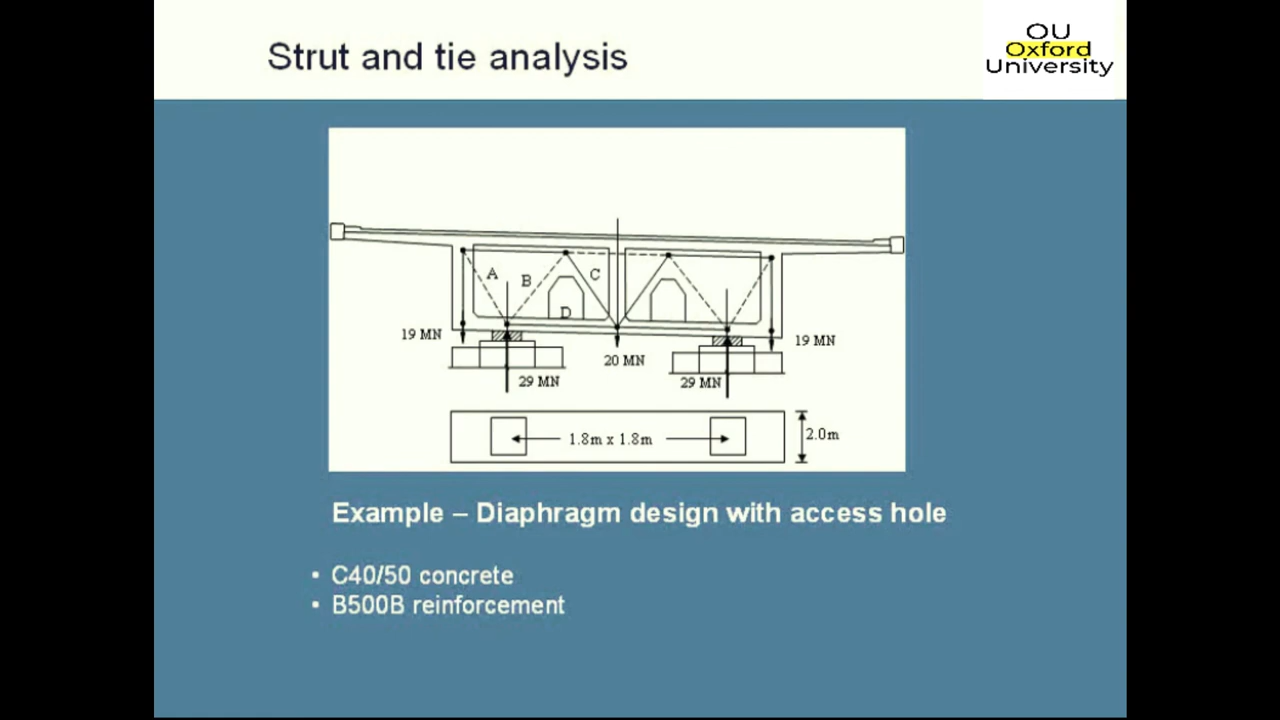 Strut and tie analysis
OU
Oxford
University
A
B
C
D
19 MN
20 MN
19 MN
29 MN
29 MN
1.8m x 1.8m
2.0m
Example – Diaphragm design with access hole
• C40/50 concrete
• B500B reinforcement